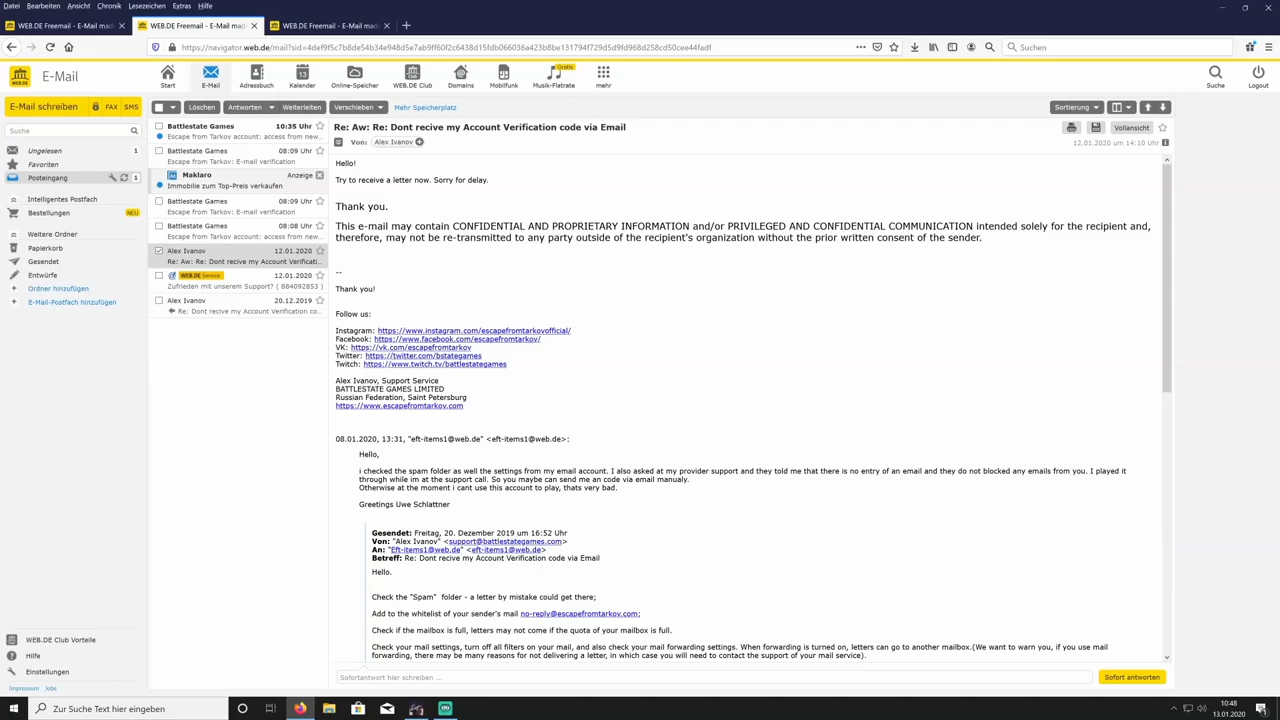 Datei Bearbeiten Ansicht Chronik Lesezeichen Extras Hilfe
WEB.DE Freemail - E-Mail mad
WEB.DE Freemail - E-Mail mad
WEB.DE Freemail - E-Mail mad
https://navigator.web.de/mail?sid=4def9f5c7b8de54b34e948d5e7ab9ff60f2c6438d15fdb066036a423b8be131794f729d5d9fd968d258cd50cee44fadf
Suchen
WEB.DE
E-Mail
Start
E-Mail
Adressbuch
13
Kalender
Online-Speicher
WEB.DE Club
Domains
Mobilfunk
Gratis
Musik-Flatrate
mehr
Suche
Logout
E-Mail schreiben
FAX
SMS
Löschen
Antworten
Weiterleiten
Verschieben
Mehr Speicherplatz
Sortierung
Suche
Ungelesen 1
Favoriten
Posteingang 1
Intelligentes Postfach
Bestellungen NEU
Weitere Ordner
Papierkorb
Gesendet
Entwürfe
Ordner hinzufügen
E-Mail-Postfach hinzufügen
WEB.DE Club Vorteile
Hilfe
Einstellungen
Impressum Jobs
Battlestate Games 10:35 Uhr
Escape from Tarkov account: access from new...
Battlestate Games 08:09 Uhr
Escape from Tarkov: E-mail verification
Maklaro Anzeige
Immobilie zum Top-Preis verkaufen
Battlestate Games 08:09 Uhr
Escape from Tarkov: E-mail verification
Battlestate Games 08:08 Uhr
Escape from Tarkov account: access from new...
Alex Ivanov 12.01.2020
Re: Aw: Re: Dont recive my Account Verificati...
WEB.DE Service 12.01.2020
Zufrieden mit unserem Support? ( 884092853 )
Alex Ivanov 20.12.2019
Re: Dont recive my Account Verification co...
Re: Aw: Re: Dont recive my Account Verification code via Email
Vollansicht
Von: Alex Ivanov
12.01.2020 um 14:10 Uhr
Hello!
Try to receive a letter now. Sorry for delay.
Thank you.
This e-mail may contain CONFIDENTIAL AND PROPRIETARY INFORMATION and/or PRIVILEGED AND CONFIDENTIAL COMMUNICATION intended solely for the recipient and,
therefore, may not be re-transmitted to any party outside of the recipient's organization without the prior written consent of the sender.
--
Thank you!
Follow us:
Instagram: https://www.instagram.com/escapefromtarkovofficial/
Facebook: https://www.facebook.com/escapefromtarkov/
VK: https://vk.com/escapefromtarkov
Twitter: https://twitter.com/bstategames
Twitch: https://www.twitch.tv/battlestategames
Alex Ivanov, Support Service
BATTLESTATE GAMES LIMITED
Russian Federation, Saint Petersburg
https://www.escapefromtarkov.com
08.01.2020, 13:31, "eft-items1@web.de" <eft-items1@web.de>:
Hello,
i checked the spam folder as well the settings from my email account. I also asked at my provider support and they told me that there is no entry of an email and they do not blocked any emails from you. I played it
through while im at the support call. So you maybe can send me an code via email manualy.
Otherwise at the moment i cant use this account to play, thats very bad.
Greetings Uwe Schlattner
Gesendet: Freitag, 20. Dezember 2019 um 16:52 Uhr
Von: "Alex Ivanov" <support@battlestategames.com>
An: "Eft-items1@web.de" <eft-items1@web.de>
Betreff: Re: Dont recive my Account Verification code via Email
Hello.
Check the "Spam" folder - a letter by mistake could get there;
Add to the whitelist of your sender's mail no-reply@escapefromtarkov.com;
Check if the mailbox is full, letters may not come if the quota of your mailbox is full.
Check your mail settings, turn off all filters on your mail, and also check your mail forwarding settings. When forwarding is turned on, letters can go to another mailbox.(We want to warn you, if you use mail
forwarding, there may be many reasons for not delivering a letter, in which case you will need to contact the support of your mail service).
Sofortantwort hier schreiben ...
Sofort antworten
Zur Suche Text hier eingeben
10:48
13.01.2020
1